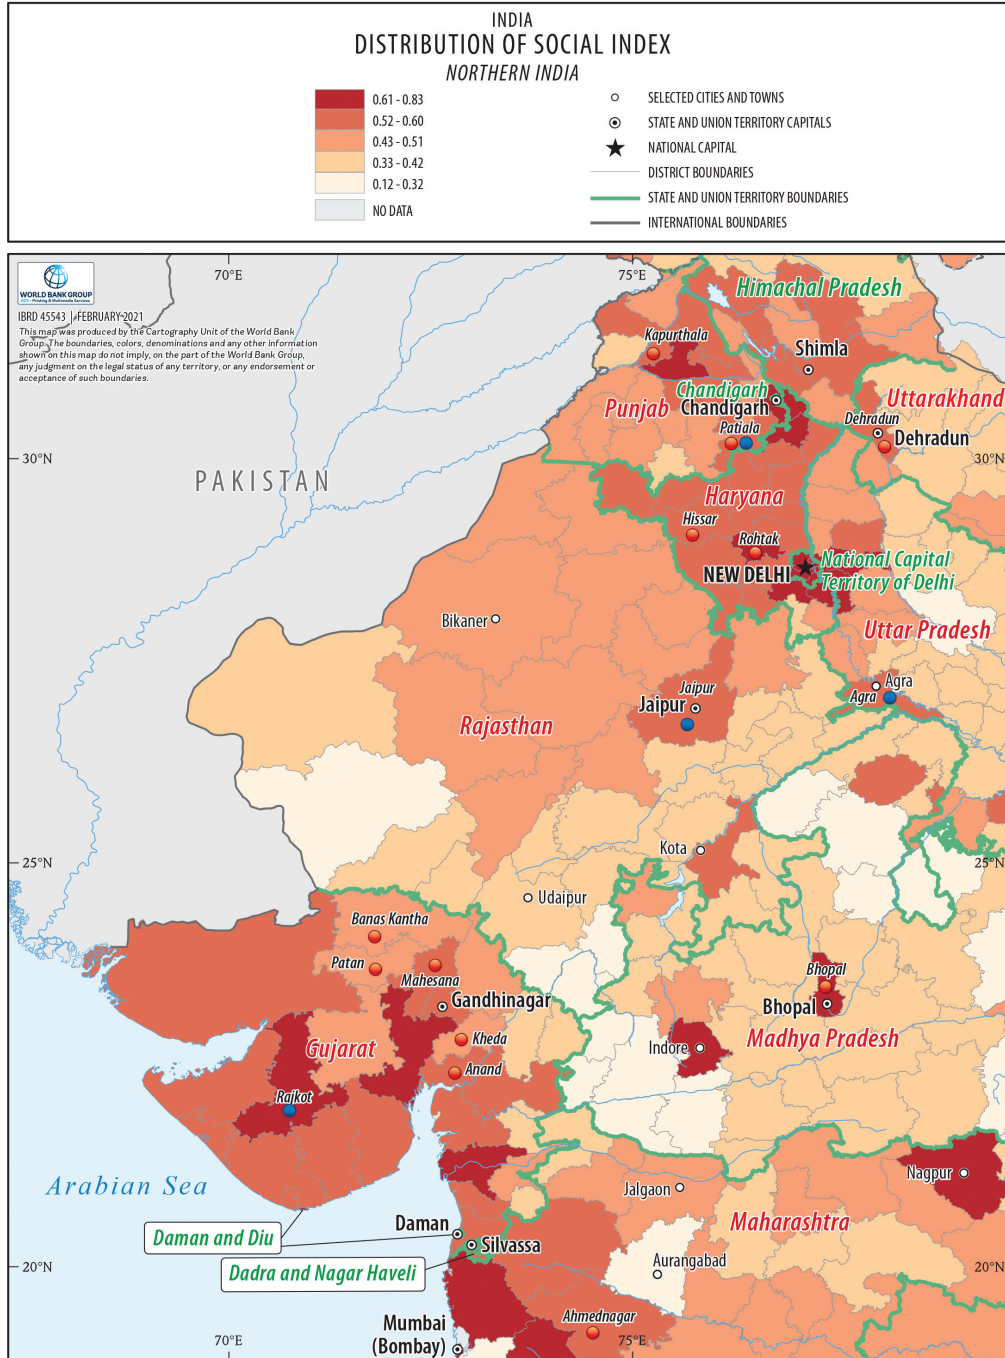 INDIA
DISTRIBUTION OF SOCIAL INDEX
NORTHERN INDIA
0.61 - 0.83
0.52 - 0.60
0.43 - 0.51
0.33 - 0.42
0.12 - 0.32
NO DATA
SELECTED CITIES AND TOWNS
STATE AND UNION TERRITORY CAPITALS
NATIONAL CAPITAL
DISTRICT BOUNDARIES
STATE AND UNION TERRITORY BOUNDARIES
INTERNATIONAL BOUNDARIES
70°E
75°E
WORLD BANK GROUP
GCS - Printing & Multimedia Services
IBRD 45543 | FEBRUARY 2021
This map was produced by the Cartography Unit of the World Bank
Group. The boundaries, colors, denominations and any other information
shown on this map do not imply, on the part of the World Bank Group,
any judgment on the legal status of any territory, or any endorsement or
acceptance of such boundaries.
Himachal Pradesh
Kapurthala
Shimla
Chandigarh
Chandigarh
Uttarakhand
Punjab
Patiala
Dehradun
Dehradun
30°N
30°N
PAKISTAN
Haryana
Hissar
Rohtak
NEW DELHI
National Capital
Territory of Delhi
Bikaner
Uttar Pradesh
Agra
Agra
Jaipur
Jaipur
Rajasthan
Kota
25°N
25°N
Udaipur
Banas Kantha
Patan
Mahesana
Bhopal
Gandhinagar
Bhopal
Gujarat
Kheda
Indore
Madhya Pradesh
Anand
Rajkot
Nagpur
Arabian Sea
Jalgaon
Maharashtra
Daman
Daman and Diu
Silvassa
Dadra and Nagar Haveli
Aurangabad
20°N
20°N
Mumbai
(Bombay)
Ahmednagar
70°E
75°E